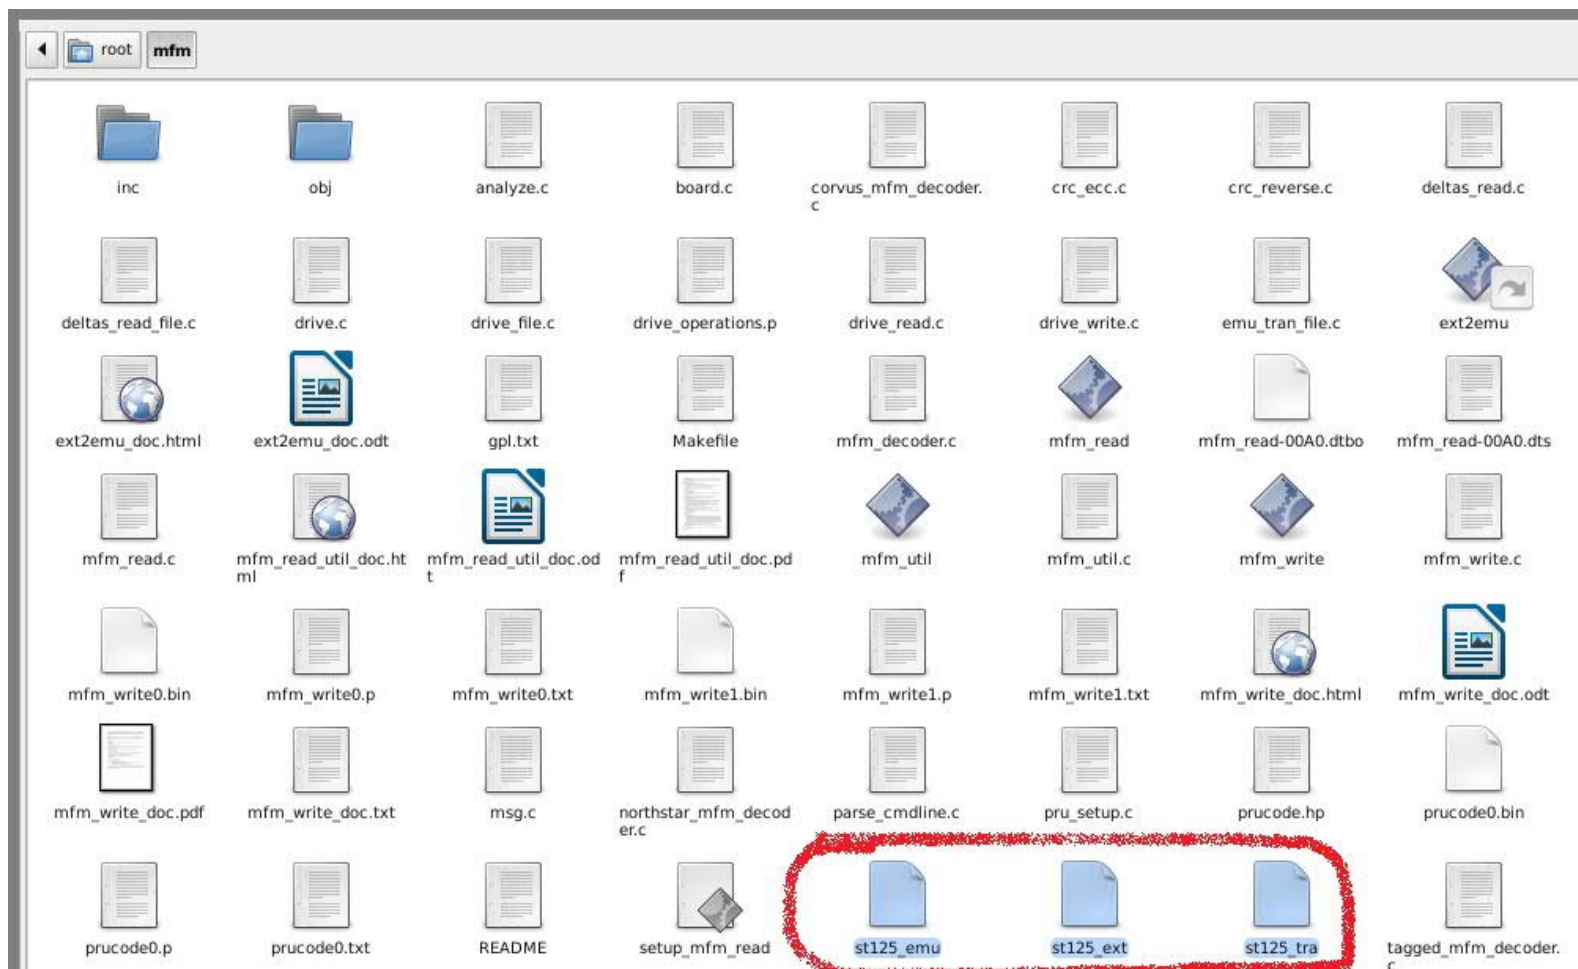 root mfm
inc obj analyze.c board.c corvus_mfm_decoder. crc_ecc.c crc_reverse.c deltas_read.c
c
deltas_read_file.c drive.c drive_file.c drive_operations.p drive_read.c drive_write.c emu_tran_file.c ext2emu
ext2emu_doc.html ext2emu_doc.odt gpl.txt Makefile mfm_decoder.c mfm_read mfm_read-00A0.dtbo mfm_read-00A0.dts
mfm_read.c mfm_read_util_doc.ht mfm_read_util_doc.od mfm_read_util_doc.pd mfm_util mfm_util.c mfm_write mfm_write.c
ml t f
mfm_write0.bin mfm_write0.p mfm_write0.txt mfm_write1.bin mfm_write1.p mfm_write1.txt mfm_write_doc.html mfm_write_doc.odt
mfm_write_doc.pdf mfm_write_doc.txt msg.c northstar_mfm_decod parse_cmdline.c pru_setup.c prucode.hp prucode0.bin
er.c
prucode0.p prucode0.txt README setup_mfm_read st125_emu st125_ext st125_tra tagged_mfm_decoder.
c